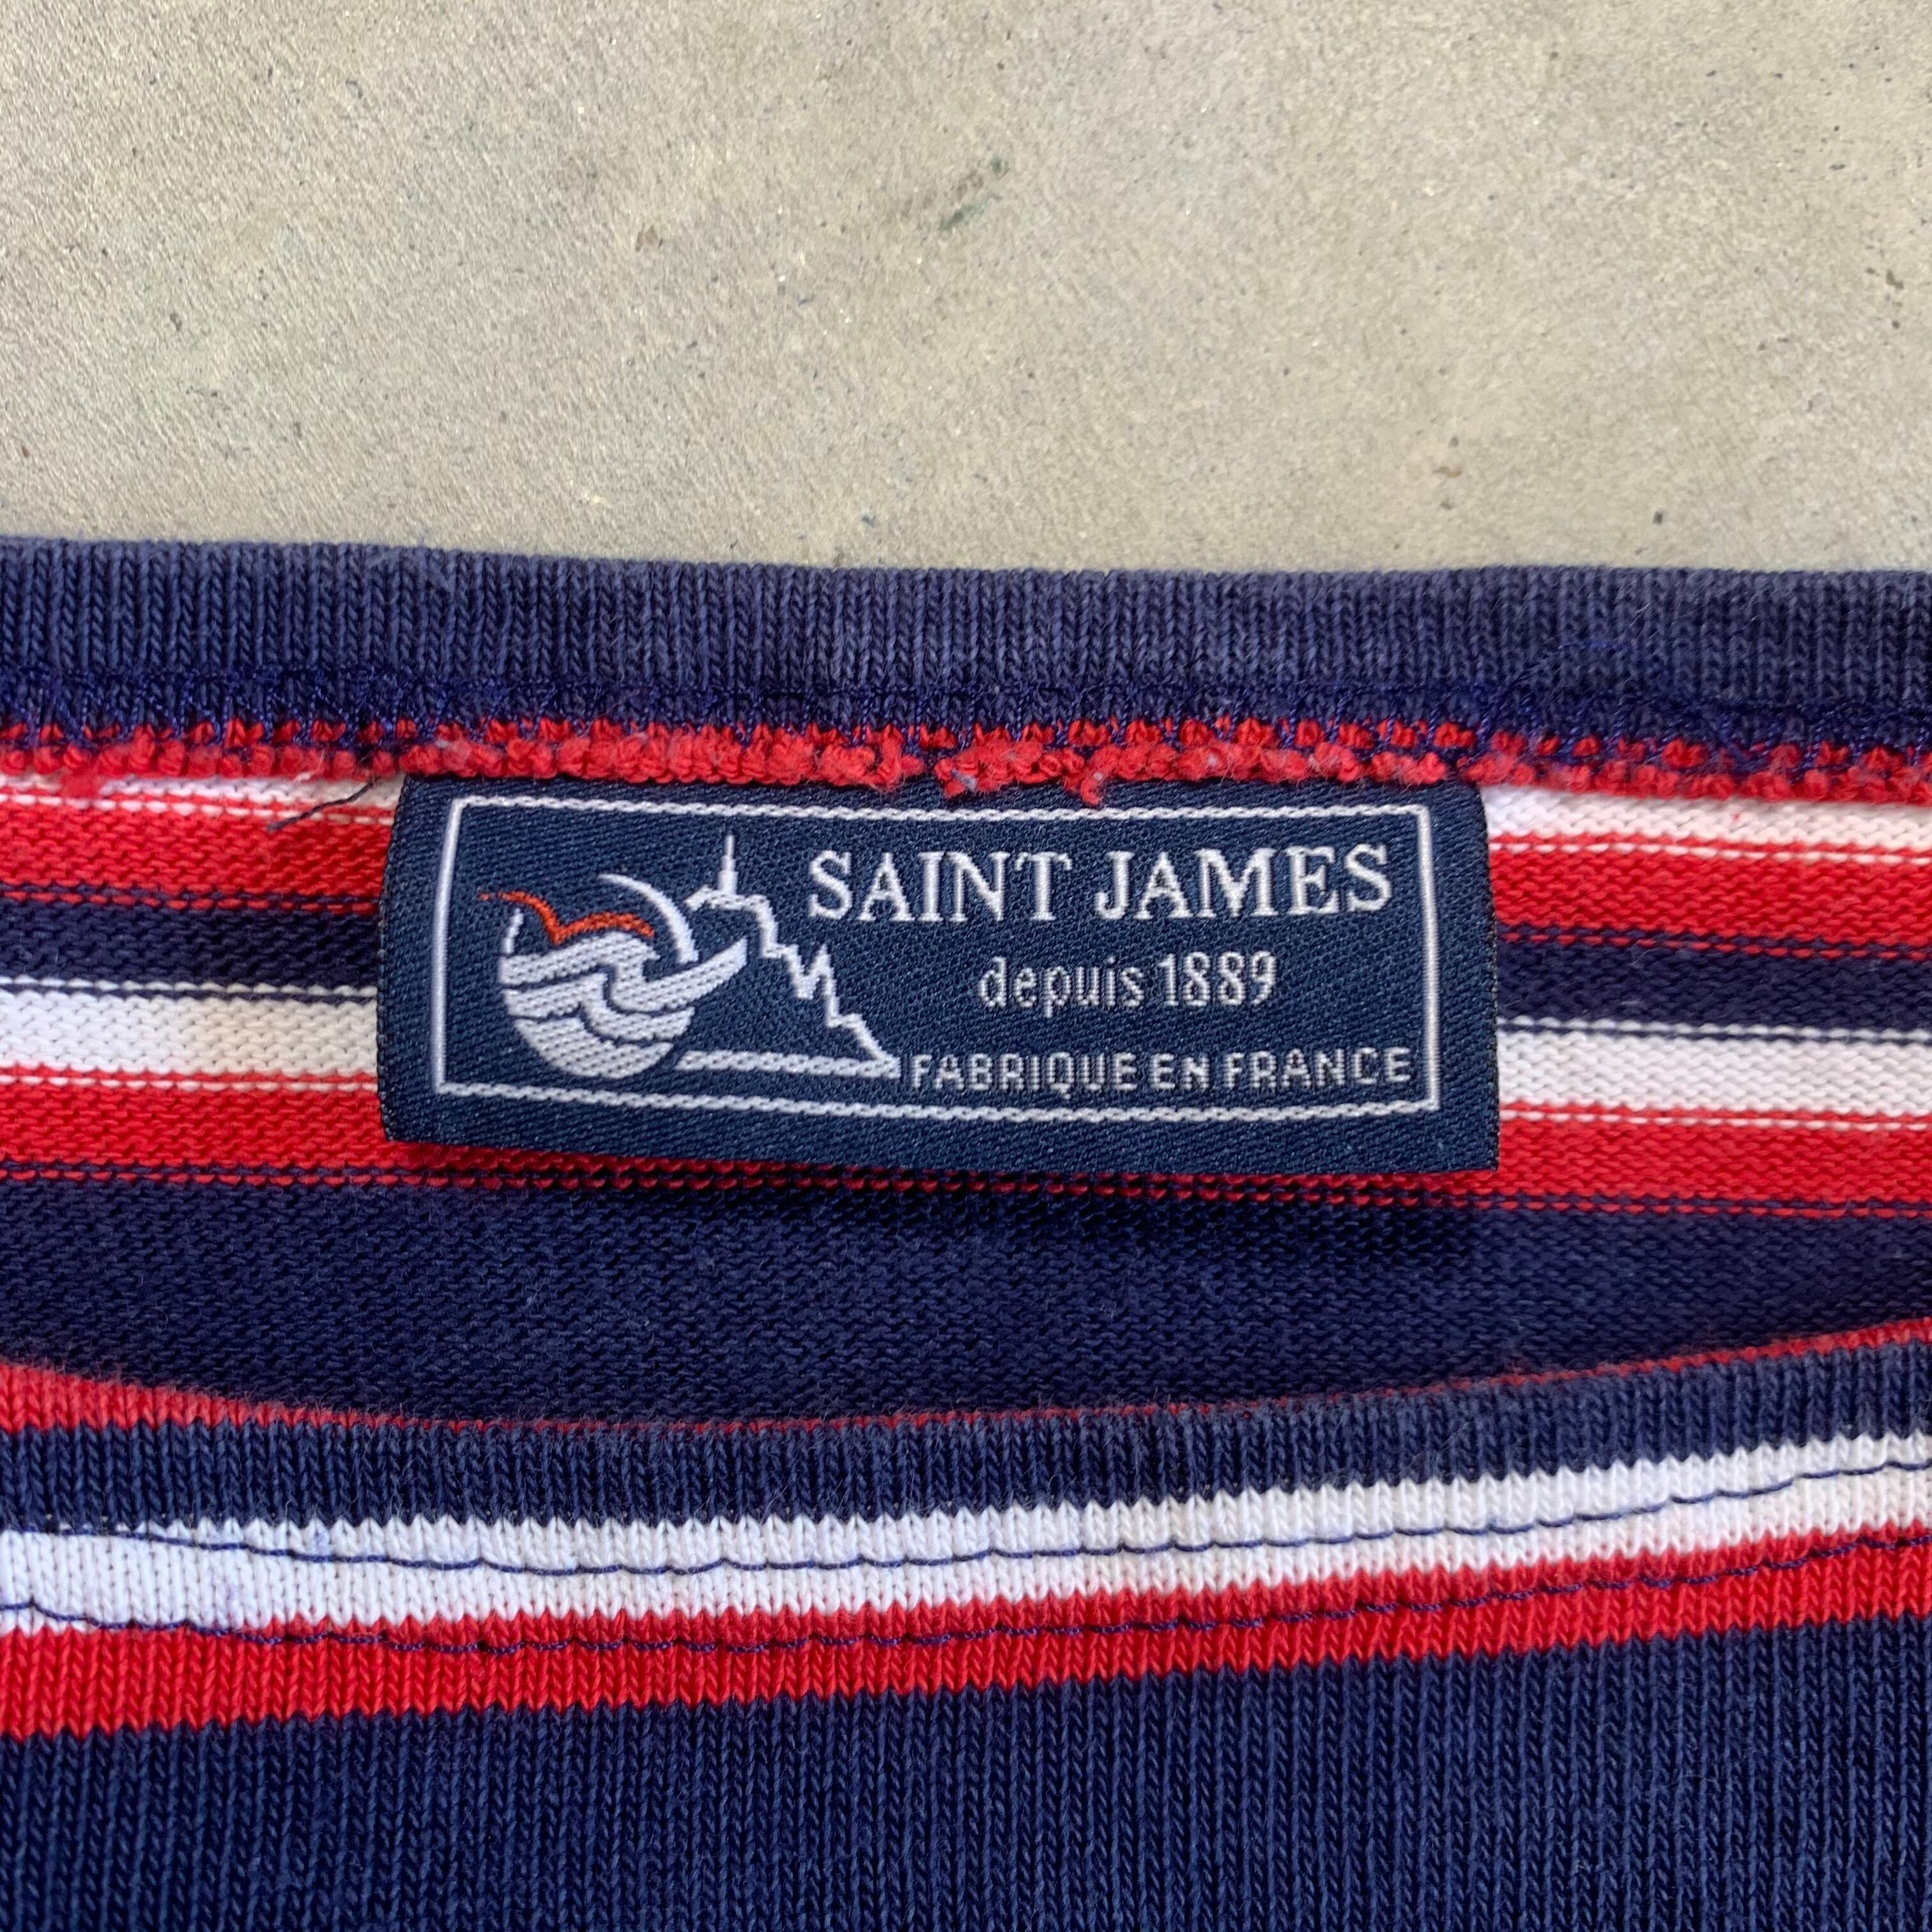 SAINT JAMES
depuis 1889
FABRIQUE EN FRANCE